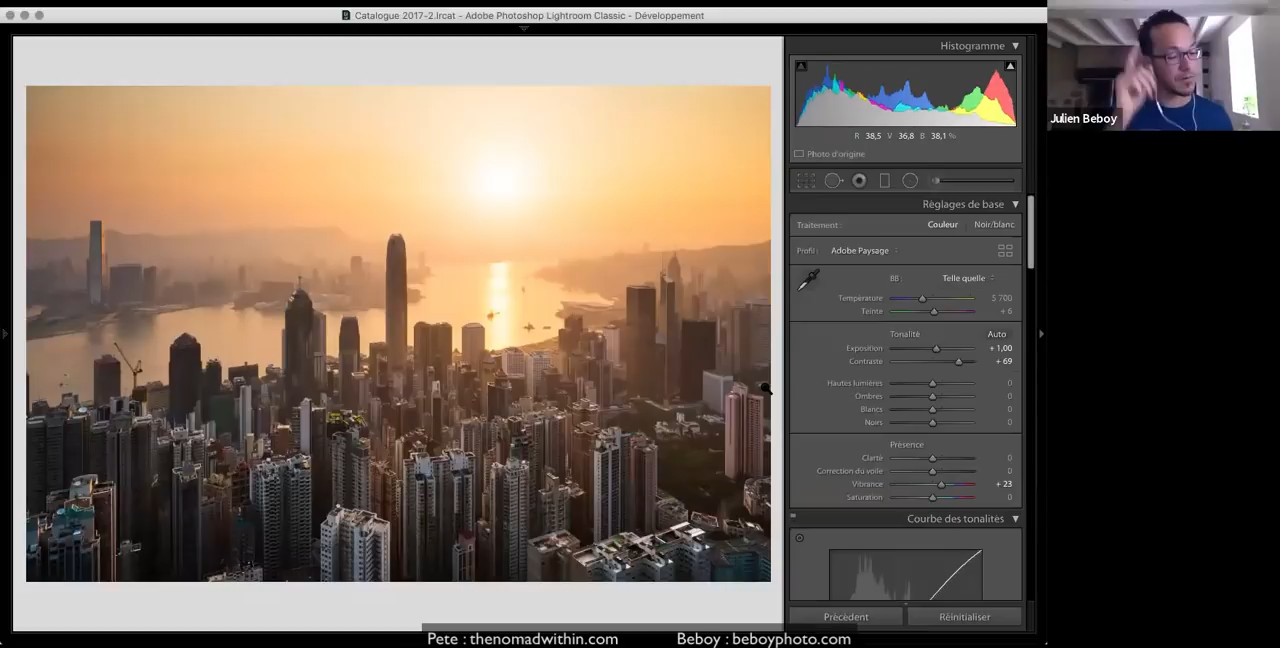 Catalogue 2017-2.lrcat - Adobe Photoshop Lightroom Classic - Développement
Histogramme
R 38,5 V 36,8 B 38,1 %
Photo d'origine
Réglages de base
Traitement : Couleur Noir/blanc
Profil : Adobe Paysage
BB : Telle quelle
Température 5 700
Teinte + 6
Tonalité Auto
Exposition + 1,00
Contraste + 69
Hautes lumières 0
Ombres 0
Blancs 0
Noirs 0
Présence
Clarté 0
Correction du voile 0
Vibrance + 23
Saturation 0
Courbe des tonalités
Précédent Réinitialiser
Julien Beboy
Pete : thenomadwithin.com Beboy : beboyphoto.com